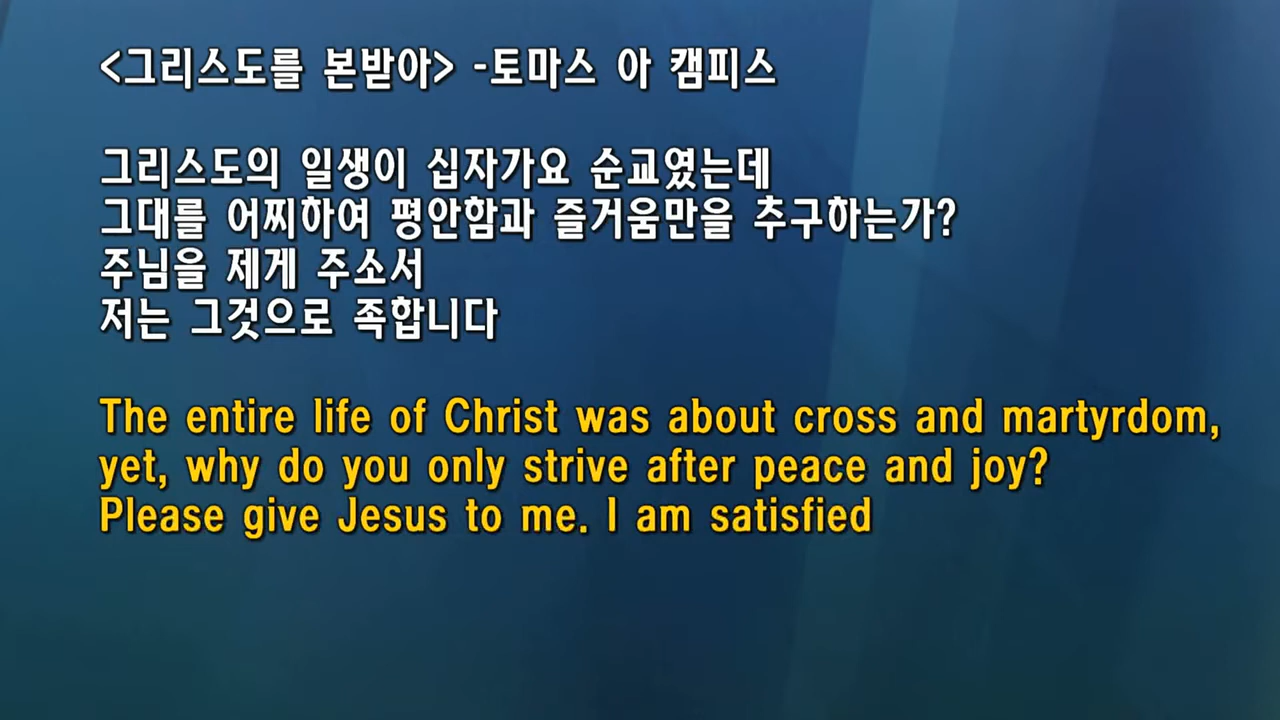 <그리스도를 본받아> -토마스 아 캠피스
그리스도의 일생이 십자가요 순교였는데
그대를 어찌하여 평안함과 즐거움만을 추구하는가?
주님을 제게 주소서
저는 그것으로 족합니다
The entire life of Christ was about cross and martyrdom,
yet, why do you only strive after peace and joy?
Please give Jesus to me. I am satisfied